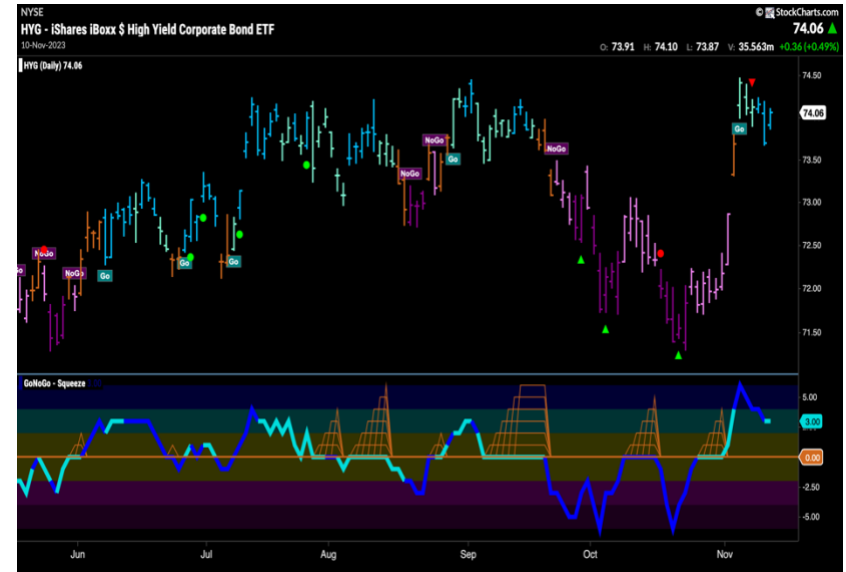 NYSE
© StockCharts.com
HYG - iShares iBoxx $ High Yield Corporate Bond ETF
74.06
10-Nov-2023
O: 73.91 H: 74.10 L: 73.87 V: 35.563m +0.36 (+0.49%)
HYG (Daily) 74.06
74.50
74.06
Go
NoGo
NoGo
Go
NoGo
73.50
NoGo
73.00
72.50
NoGo
Go
Go
Go
NoGo
Go
72.00
71.50
GoNoGo - Squeeze
5.00
3.00
0.00
-2.50
-5.00
Jun Jul Aug Sep Oct Nov